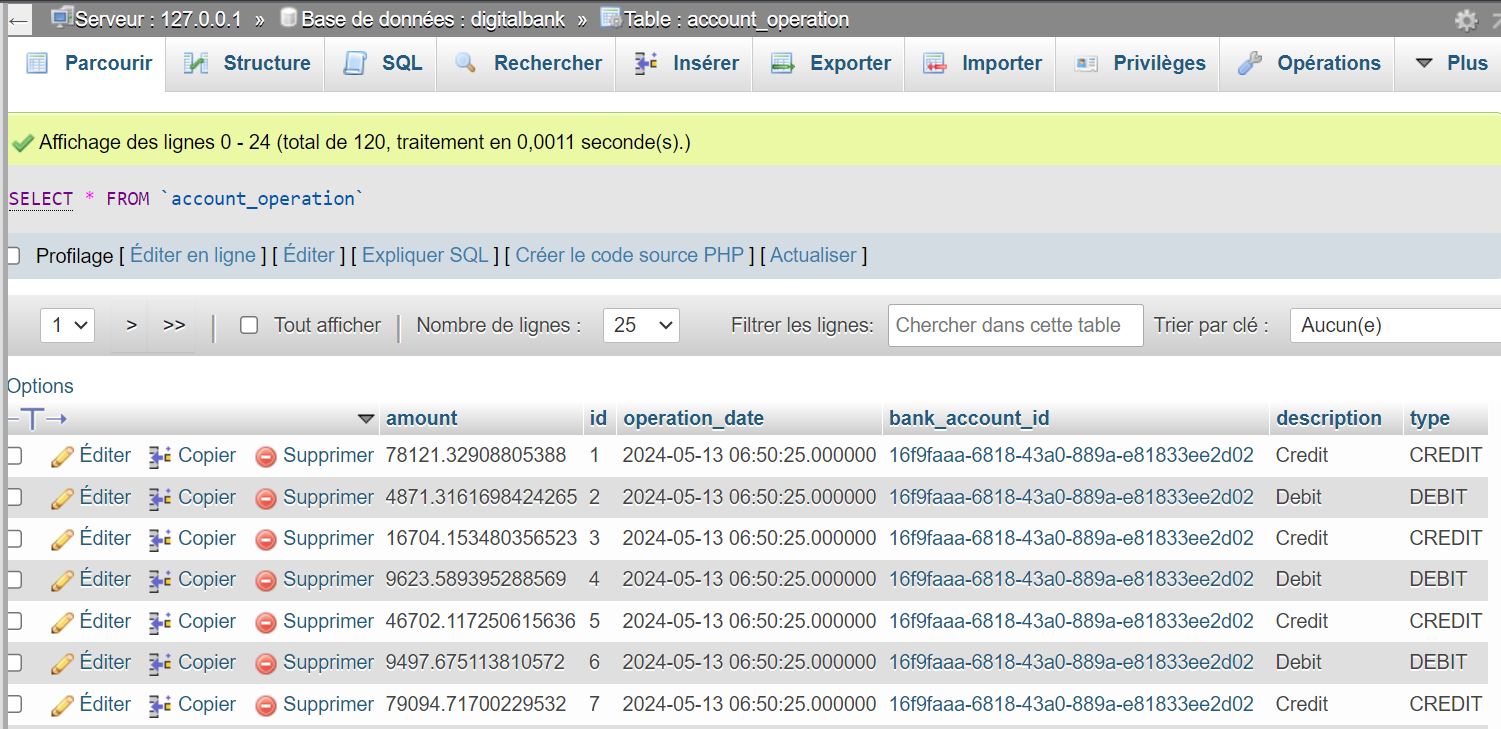 ← Serveur : 127.0.0.1 » Base de données : digitalbank » Table : account_operation
Parcourir Structure SQL Rechercher Insérer Exporter Importer Privilèges Opérations Plus
Affichage des lignes 0 - 24 (total de 120, traitement en 0,0011 seconde(s).)
SELECT * FROM `account_operation`
Profilage [ Éditer en ligne ] [ Éditer ] [ Expliquer SQL ] [ Créer le code source PHP ] [ Actualiser ]
1 > >> | Tout afficher | Nombre de lignes : 25 Filtrer les lignes: Chercher dans cette table Trier par clé : Aucun(e)
Options
←T→ amount id operation_date bank_account_id description type
Éditer Copier Supprimer 78121.32908805388 1 2024-05-13 06:50:25.000000 16f9faaa-6818-43a0-889a-e81833ee2d02 Credit CREDIT
Éditer Copier Supprimer 4871.3161698424265 2 2024-05-13 06:50:25.000000 16f9faaa-6818-43a0-889a-e81833ee2d02 Debit DEBIT
Éditer Copier Supprimer 16704.153480356523 3 2024-05-13 06:50:25.000000 16f9faaa-6818-43a0-889a-e81833ee2d02 Credit CREDIT
Éditer Copier Supprimer 9623.589395288569 4 2024-05-13 06:50:25.000000 16f9faaa-6818-43a0-889a-e81833ee2d02 Debit DEBIT
Éditer Copier Supprimer 46702.117250615636 5 2024-05-13 06:50:25.000000 16f9faaa-6818-43a0-889a-e81833ee2d02 Credit CREDIT
Éditer Copier Supprimer 9497.675113810572 6 2024-05-13 06:50:25.000000 16f9faaa-6818-43a0-889a-e81833ee2d02 Debit DEBIT
Éditer Copier Supprimer 79094.71700229532 7 2024-05-13 06:50:25.000000 16f9faaa-6818-43a0-889a-e81833ee2d02 Credit CREDIT